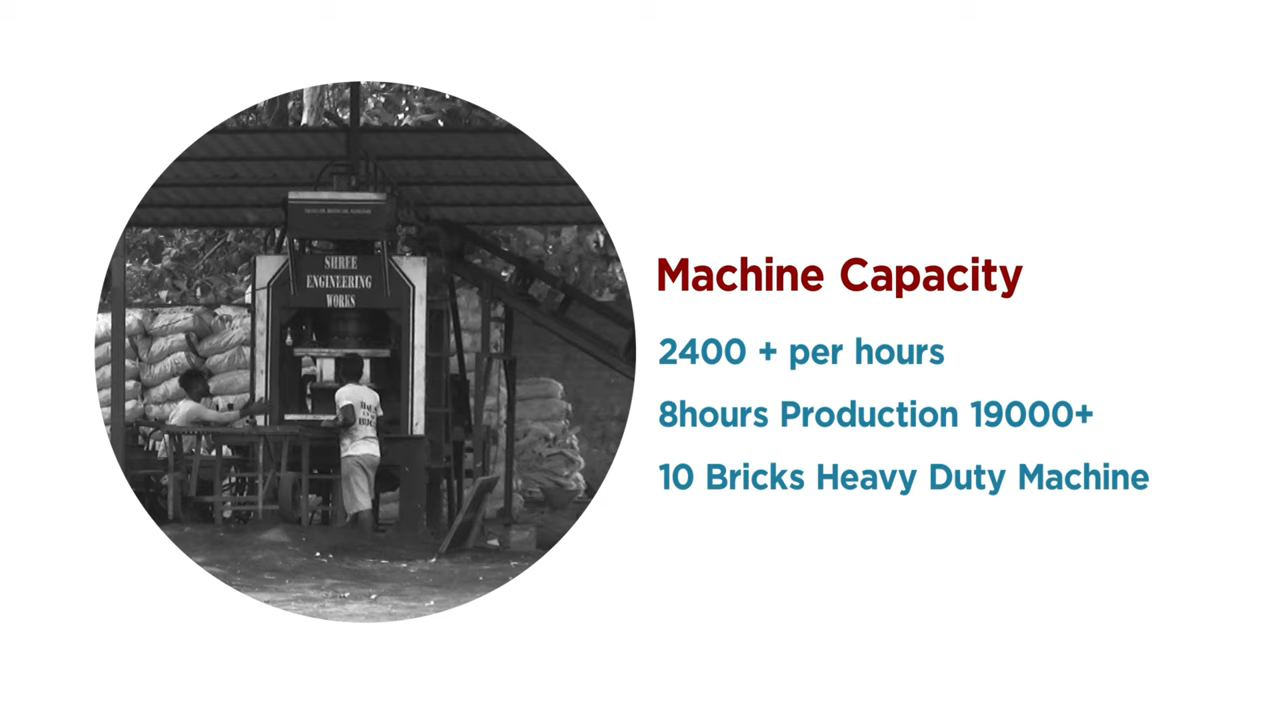 SHREE
ENGINEERING
WORKS
Machine Capacity
2400 + per hours
8hours Production 19000+
10 Bricks Heavy Duty Machine